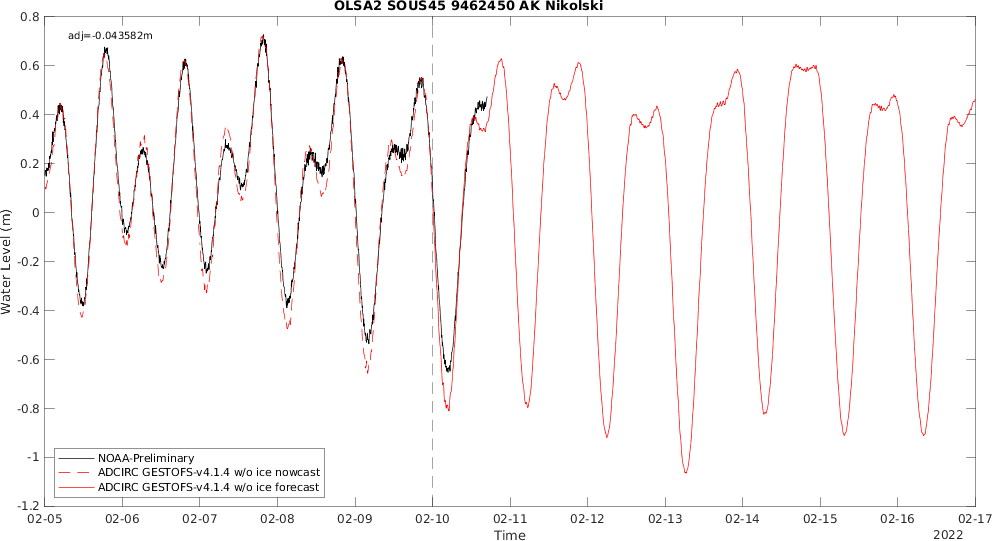 OLSA2 SOUS45 9462450 AK Nikolski
adj=-0.043582m
Water Level (m)
0.8
0.6
0.4
0.2
0
-0.2
-0.4
-0.6
-0.8
-1
-1.2
NOAA-Preliminary
ADCIRC GESTOFS-v4.1.4 w/o ice nowcast
ADCIRC GESTOFS-v4.1.4 w/o ice forecast
02-05 02-06 02-07 02-08 02-09 02-10 02-11 02-12 02-13 02-14 02-15 02-16 02-17
Time
2022